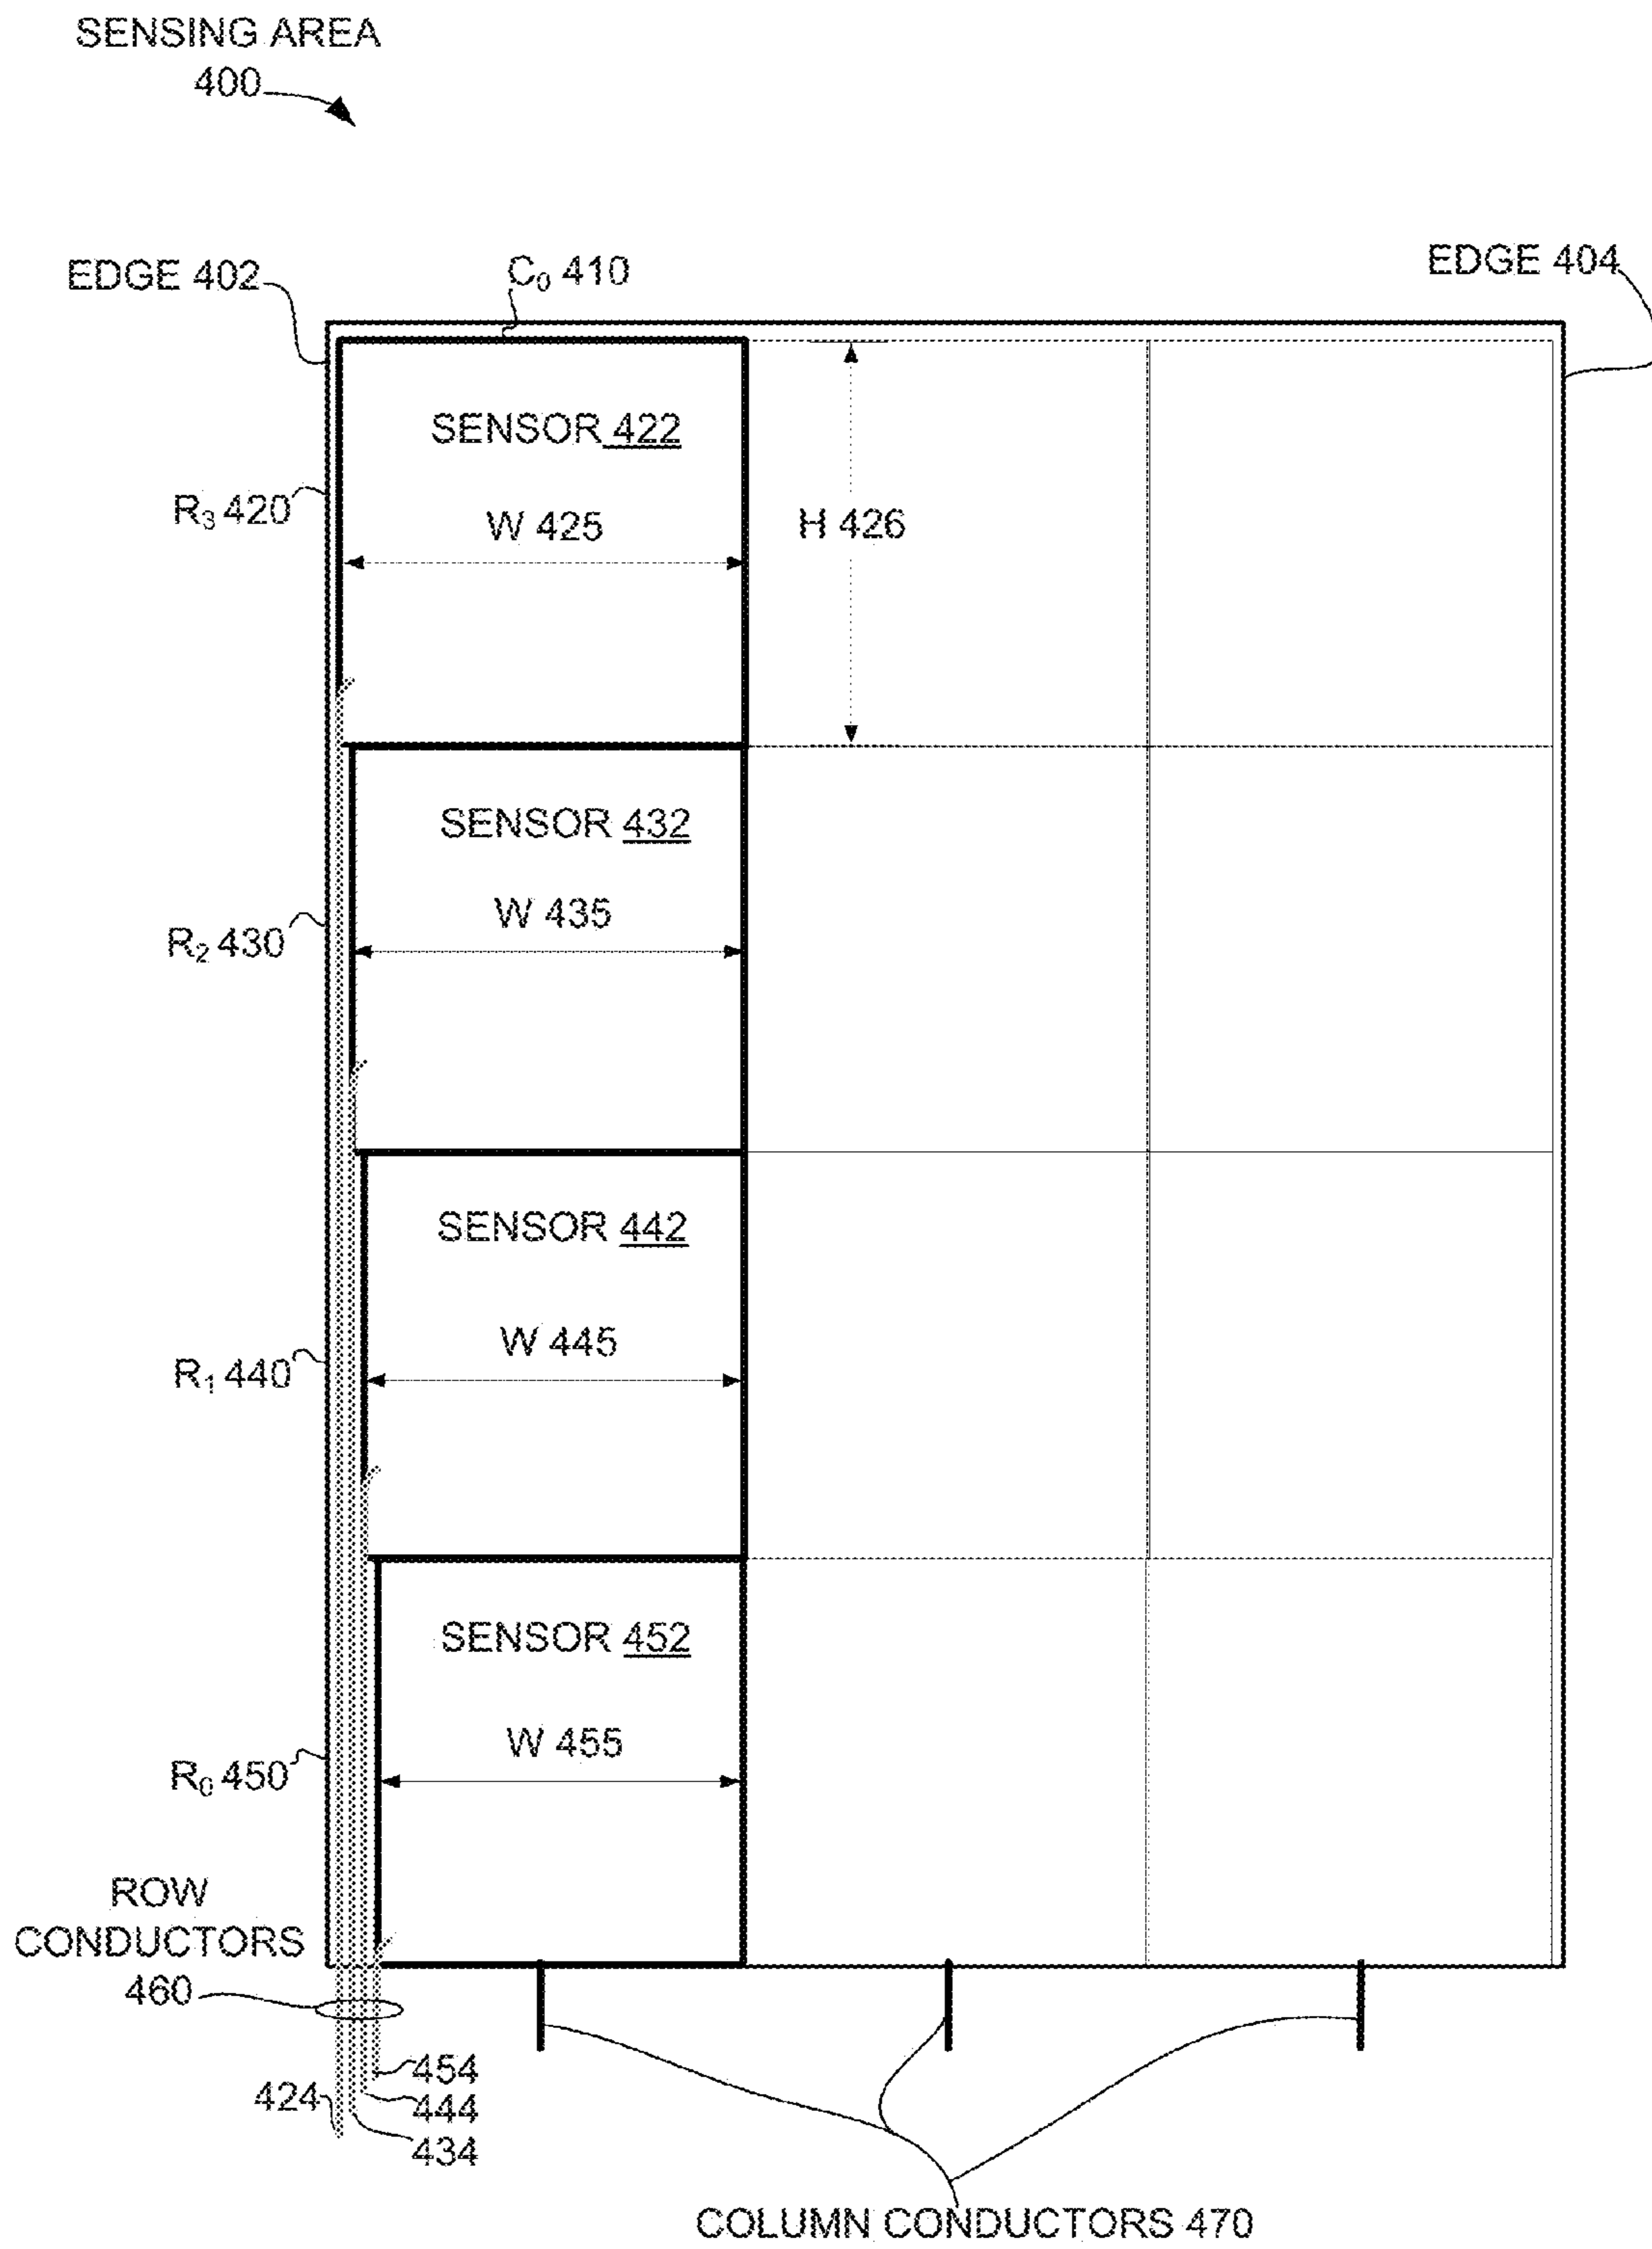 SENSING AREA
400
EDGE 402
C₀ 410
EDGE 404
SENSOR 422
R₃ 420
W 425
H 426
SENSOR 432
W 435
R₂ 430
SENSOR 442
W 445
R₁ 440
SENSOR 452
W 455
R₀ 450
ROW
CONDUCTORS
460
454
424
444
434
COLUMN CONDUCTORS 470